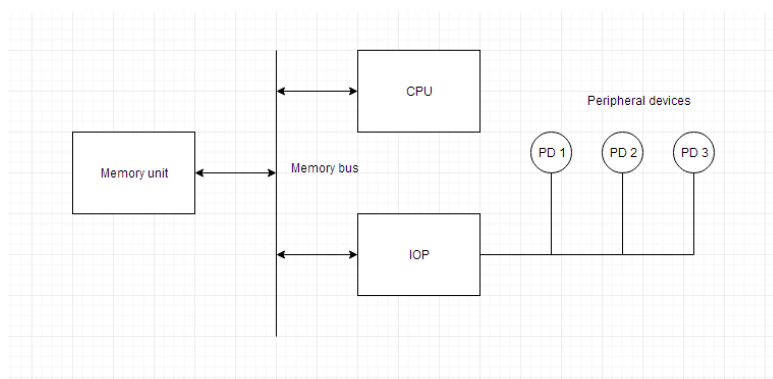 CPU
Peripheral devices
PD 1
PD 2
PD 3
Memory unit
Memory bus
IOP